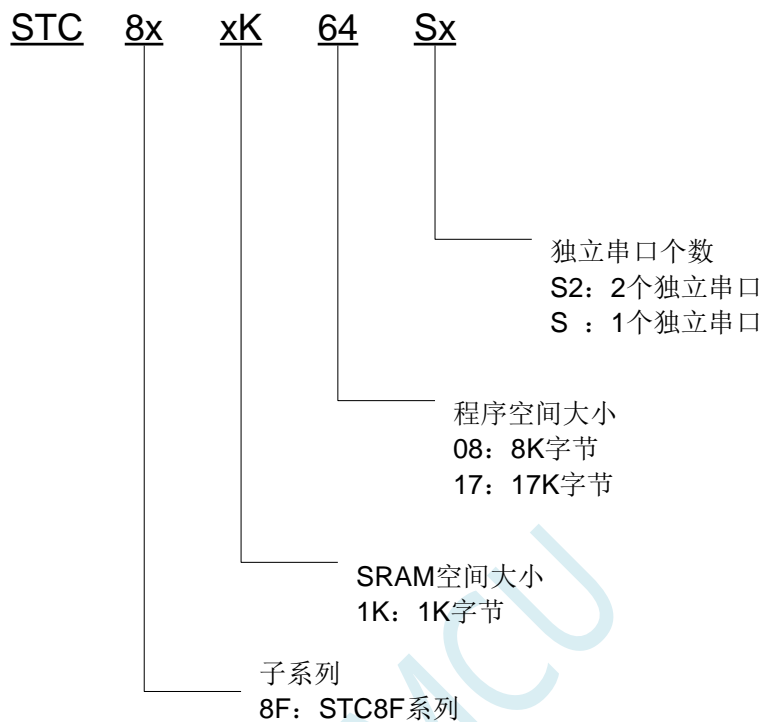 STC 8x xK 64 Sx
独立串口个数
S2：2个独立串口
S ：1个独立串口
程序空间大小
08：8K字节
17：17K字节
SRAM空间大小
1K：1K字节
子系列
8F：STC8F系列
MCU